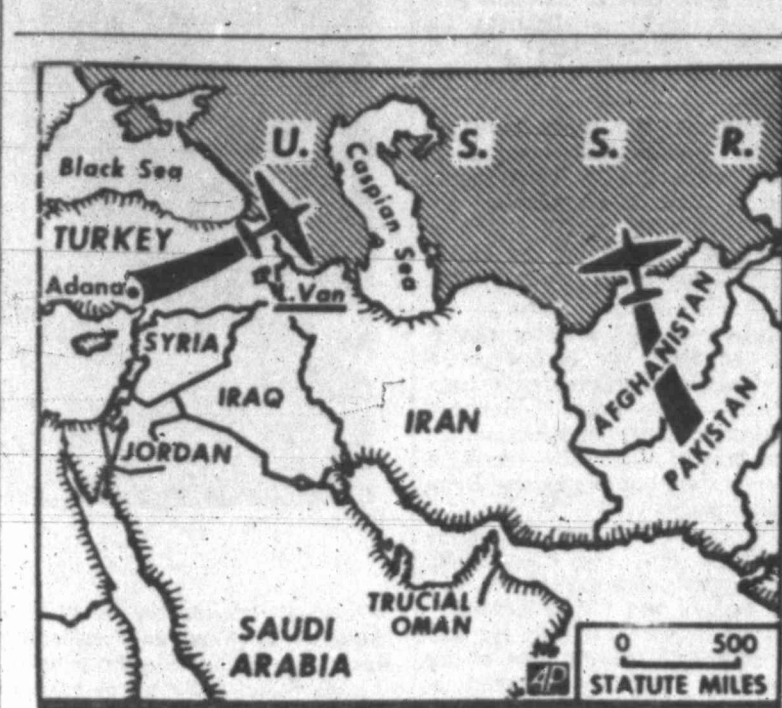 U. S. S. R.
Black Sea
Caspian Sea
TURKEY
Adana
L. Van
SYRIA
IRAQ
IRAN
AFGHANISTAN
PAKISTAN
JORDAN
TRUCIAL
OMAN
SAUDI
ARABIA
AP
0 500
STATUTE MILES